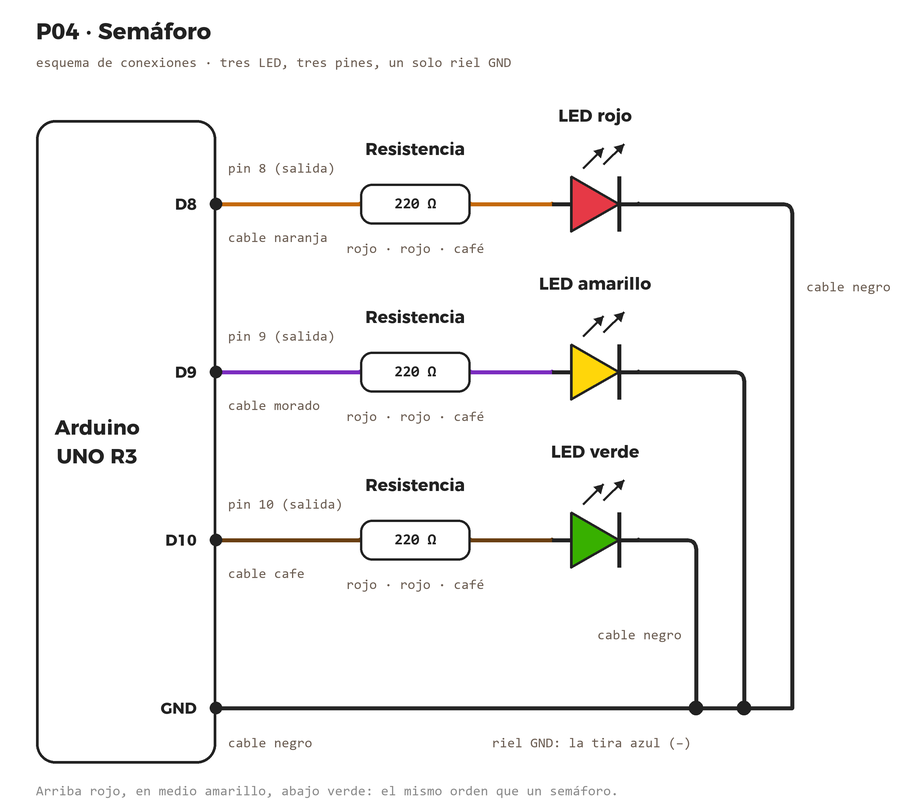 P04 · Semáforo
esquema de conexiones · tres LED, tres pines, un solo riel GND
LED rojo
Resistencia
pin 8 (salida)
D8
220 Ω
cable naranja
rojo · rojo · café
LED amarillo
cable negro
Resistencia
pin 9 (salida)
D9
220 Ω
cable morado
rojo · rojo · café
Arduino
UNO R3
LED verde
Resistencia
pin 10 (salida)
D10
220 Ω
cable cafe
rojo · rojo · café
cable negro
GND
cable negro
riel GND: la tira azul (–)
Arriba rojo, en medio amarillo, abajo verde: el mismo orden que un semáforo.